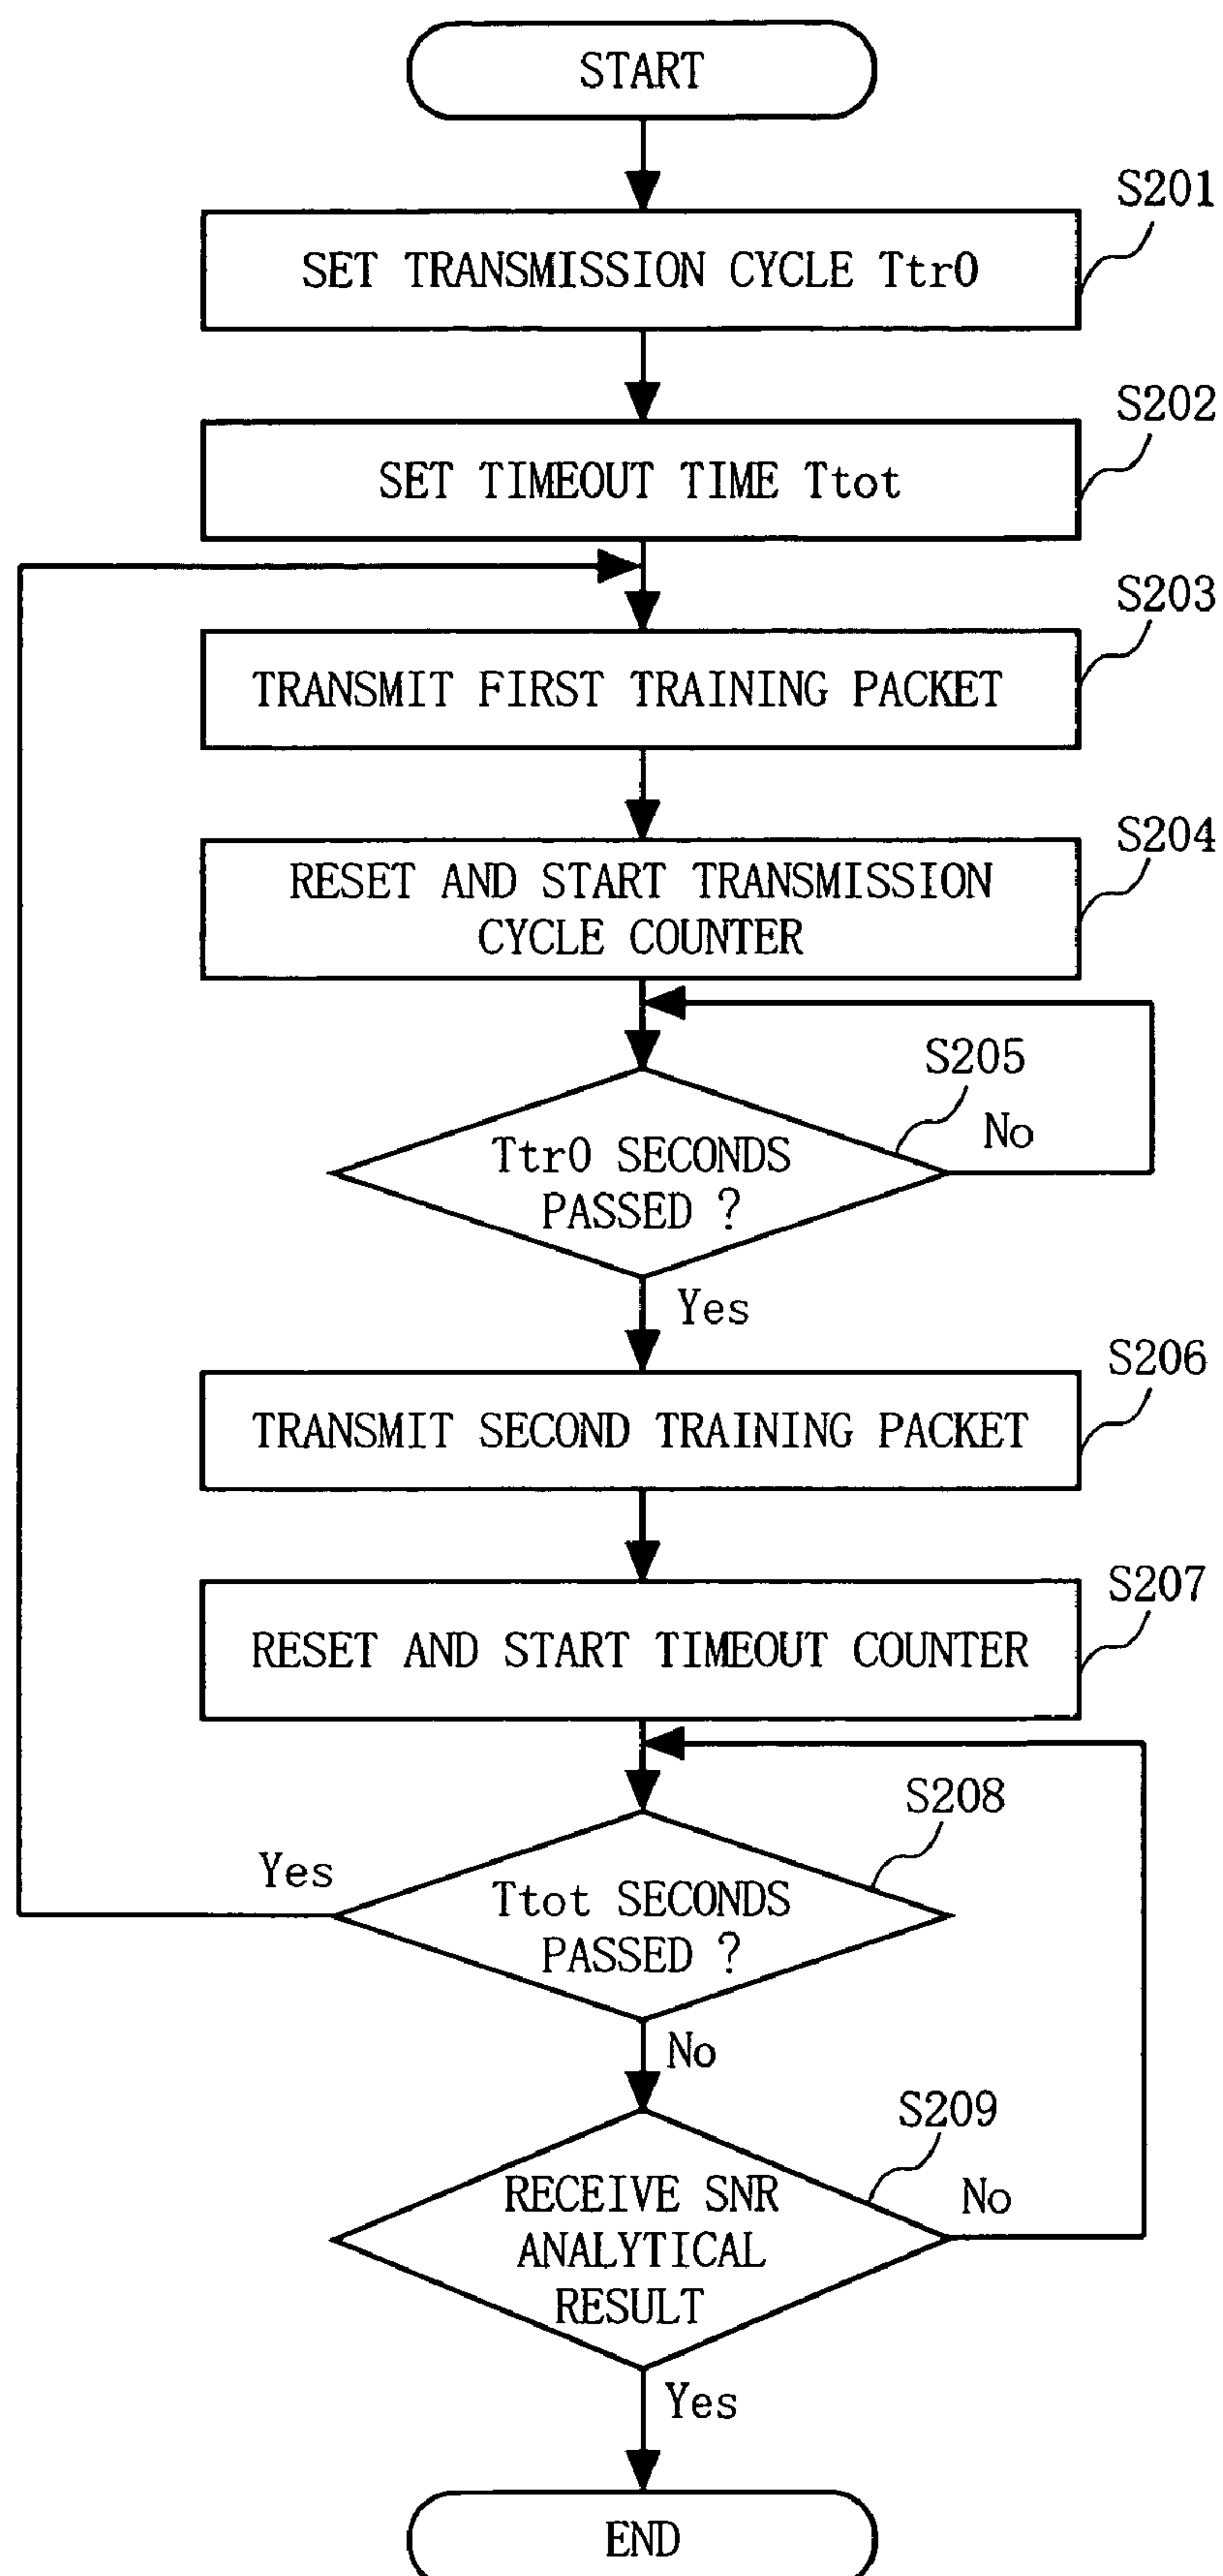 START
S201
SET TRANSMISSION CYCLE Ttr0
S202
SET TIMEOUT TIME Ttot
S203
TRANSMIT FIRST TRAINING PACKET
S204
RESET AND START TRANSMISSION
CYCLE COUNTER
S205
No
Ttr0 SECONDS
PASSED ?
Yes
S206
TRANSMIT SECOND TRAINING PACKET
S207
RESET AND START TIMEOUT COUNTER
S208
Yes
Ttot SECONDS
PASSED ?
No
S209
No
RECEIVE SNR
ANALYTICAL
RESULT
Yes
END